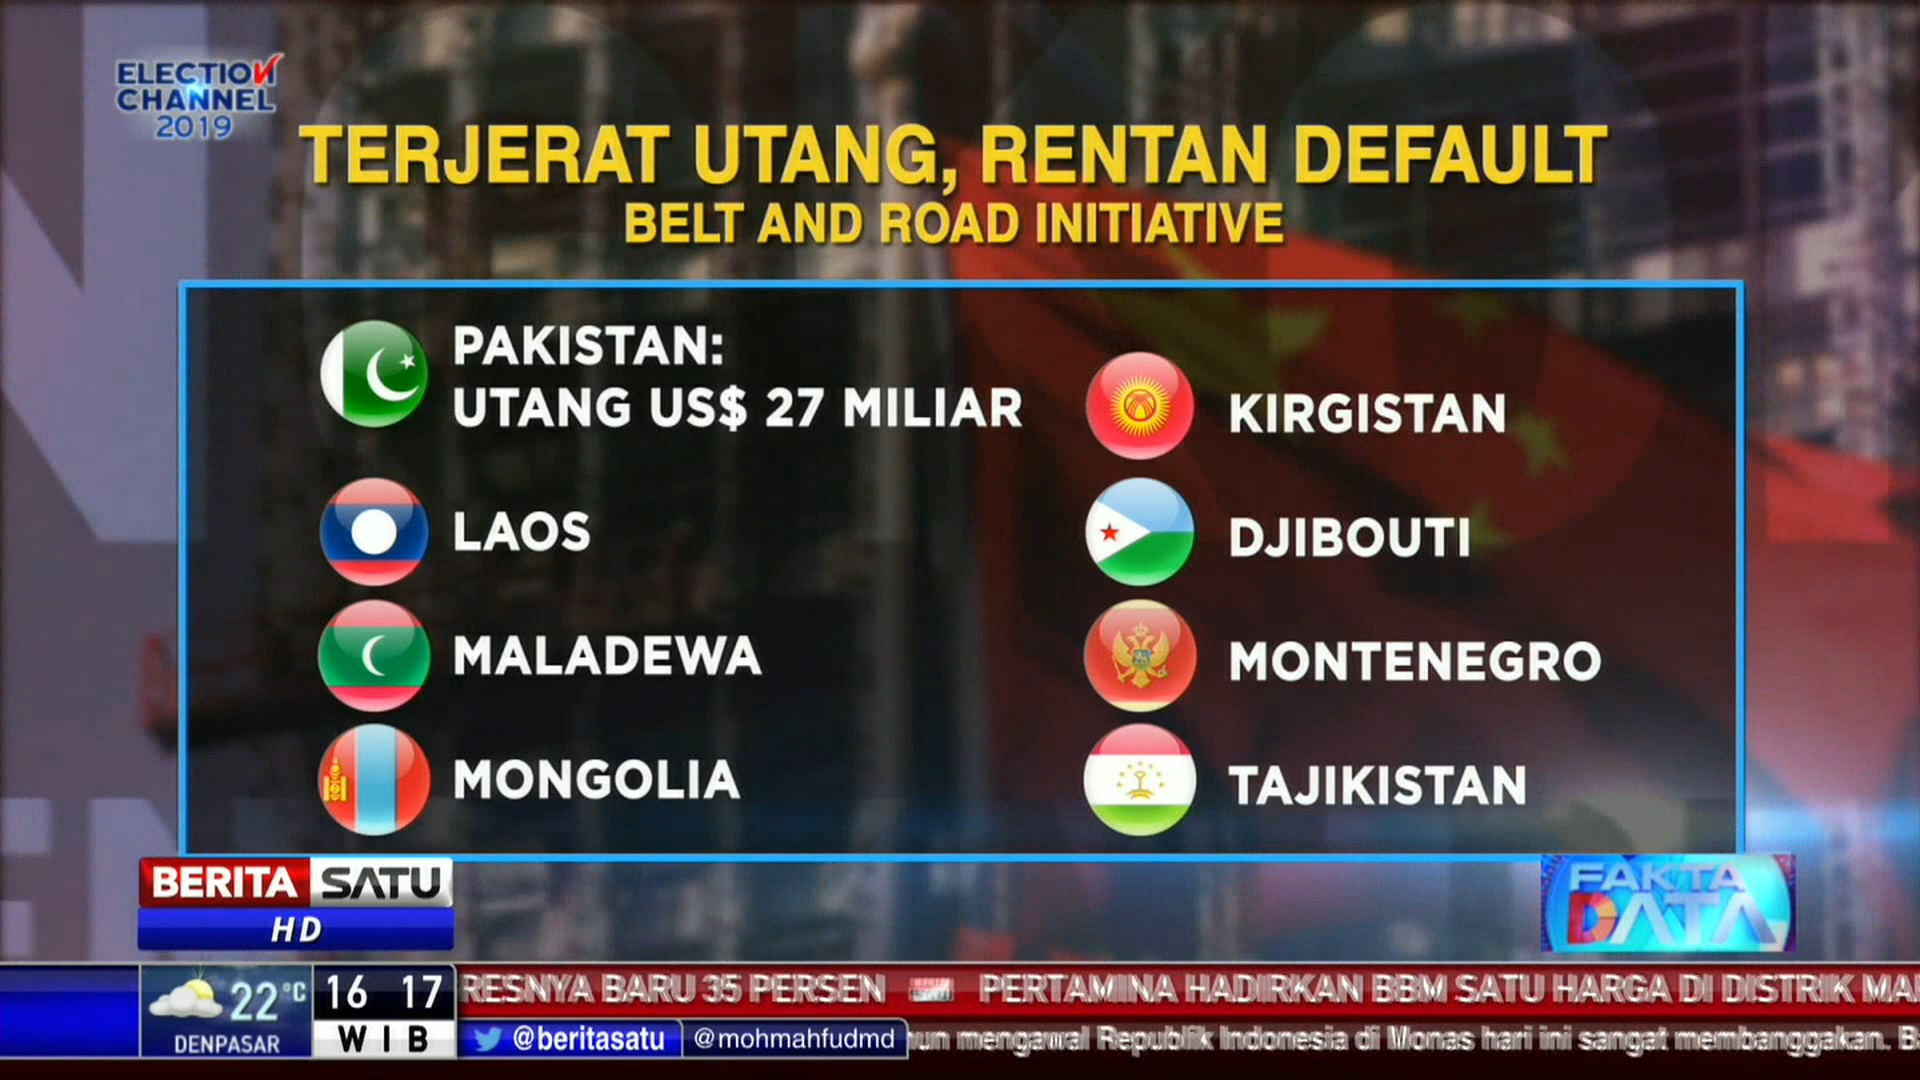 ELECTION
CHANNEL
2019
TERJERAT UTANG, RENTAN DEFAULT
BELT AND ROAD INITIATIVE
PAKISTAN:
UTANG US$ 27 MILIAR
LAOS
MALADEWA
MONGOLIA
KIRGISTAN
DJIBOUTI
MONTENEGRO
TAJIKISTAN
BERITA SATU
HD
FAKTA
DATA
22°C
DENPASAR
16 17
WIB
RESNYA BARU 35 PERSEN
PERTAMINA HADIRKAN BBM SATU HARGA DI DISTRIK
@beritasatu
@mohmahfudmd
mengawal Republik Indonesia di Monas hari ini sangat membanggakan.